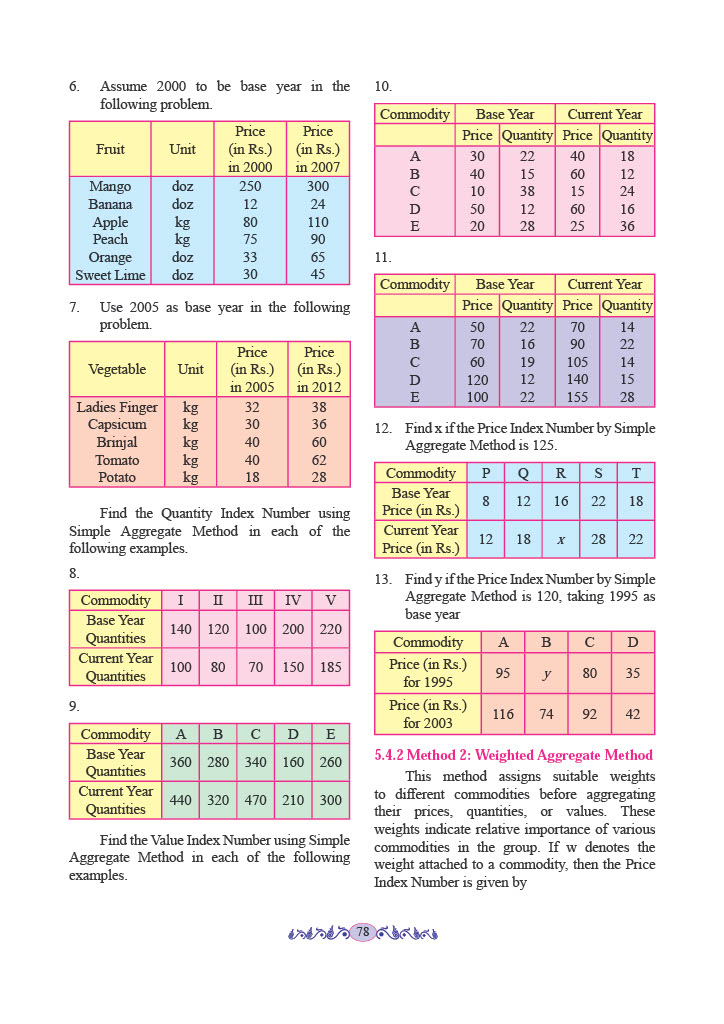 6. Assume 2000 to be base year in the
following problem.
Fruit Unit Price (in Rs.) in 2000 Price (in Rs.) in 2007
Mango doz 250 300
Banana doz 12 24
Apple kg 80 110
Peach kg 75 90
Orange doz 33 65
Sweet Lime doz 30 45
7. Use 2005 as base year in the following
problem.
Vegetable Unit Price (in Rs.) in 2005 Price (in Rs.) in 2012
Ladies Finger kg 32 38
Capsicum kg 30 36
Brinjal kg 40 60
Tomato kg 40 62
Potato kg 18 28
Find the Quantity Index Number using
Simple Aggregate Method in each of the
following examples.
8.
Commodity I II III IV V
Base Year Quantities 140 120 100 200 220
Current Year Quantities 100 80 70 150 185
9.
Commodity A B C D E
Base Year Quantities 360 280 340 160 260
Current Year Quantities 440 320 470 210 300
Find the Value Index Number using Simple
Aggregate Method in each of the following
examples.
10.
Commodity Base Year Current Year
Price Quantity Price Quantity
A 30 22 40 18
B 40 15 60 12
C 10 38 15 24
D 50 12 60 16
E 20 28 25 36
11.
Commodity Base Year Current Year
Price Quantity Price Quantity
A 50 22 70 14
B 70 16 90 22
C 60 19 105 14
D 120 12 140 15
E 100 22 155 28
12. Find x if the Price Index Number by Simple
Aggregate Method is 125.
Commodity P Q R S T
Base Year Price (in Rs.) 8 12 16 22 18
Current Year Price (in Rs.) 12 18 x 28 22
13. Find y if the Price Index Number by Simple
Aggregate Method is 120, taking 1995 as
base year
Commodity A B C D
Price (in Rs.) for 1995 95 y 80 35
Price (in Rs.) for 2003 116 74 92 42
5.4.2 Method 2: Weighted Aggregate Method
This method assigns suitable weights
to different commodities before aggregating
their prices, quantities, or values. These
weights indicate relative importance of various
commodities in the group. If w denotes the
weight attached to a commodity, then the Price
Index Number is given by
78